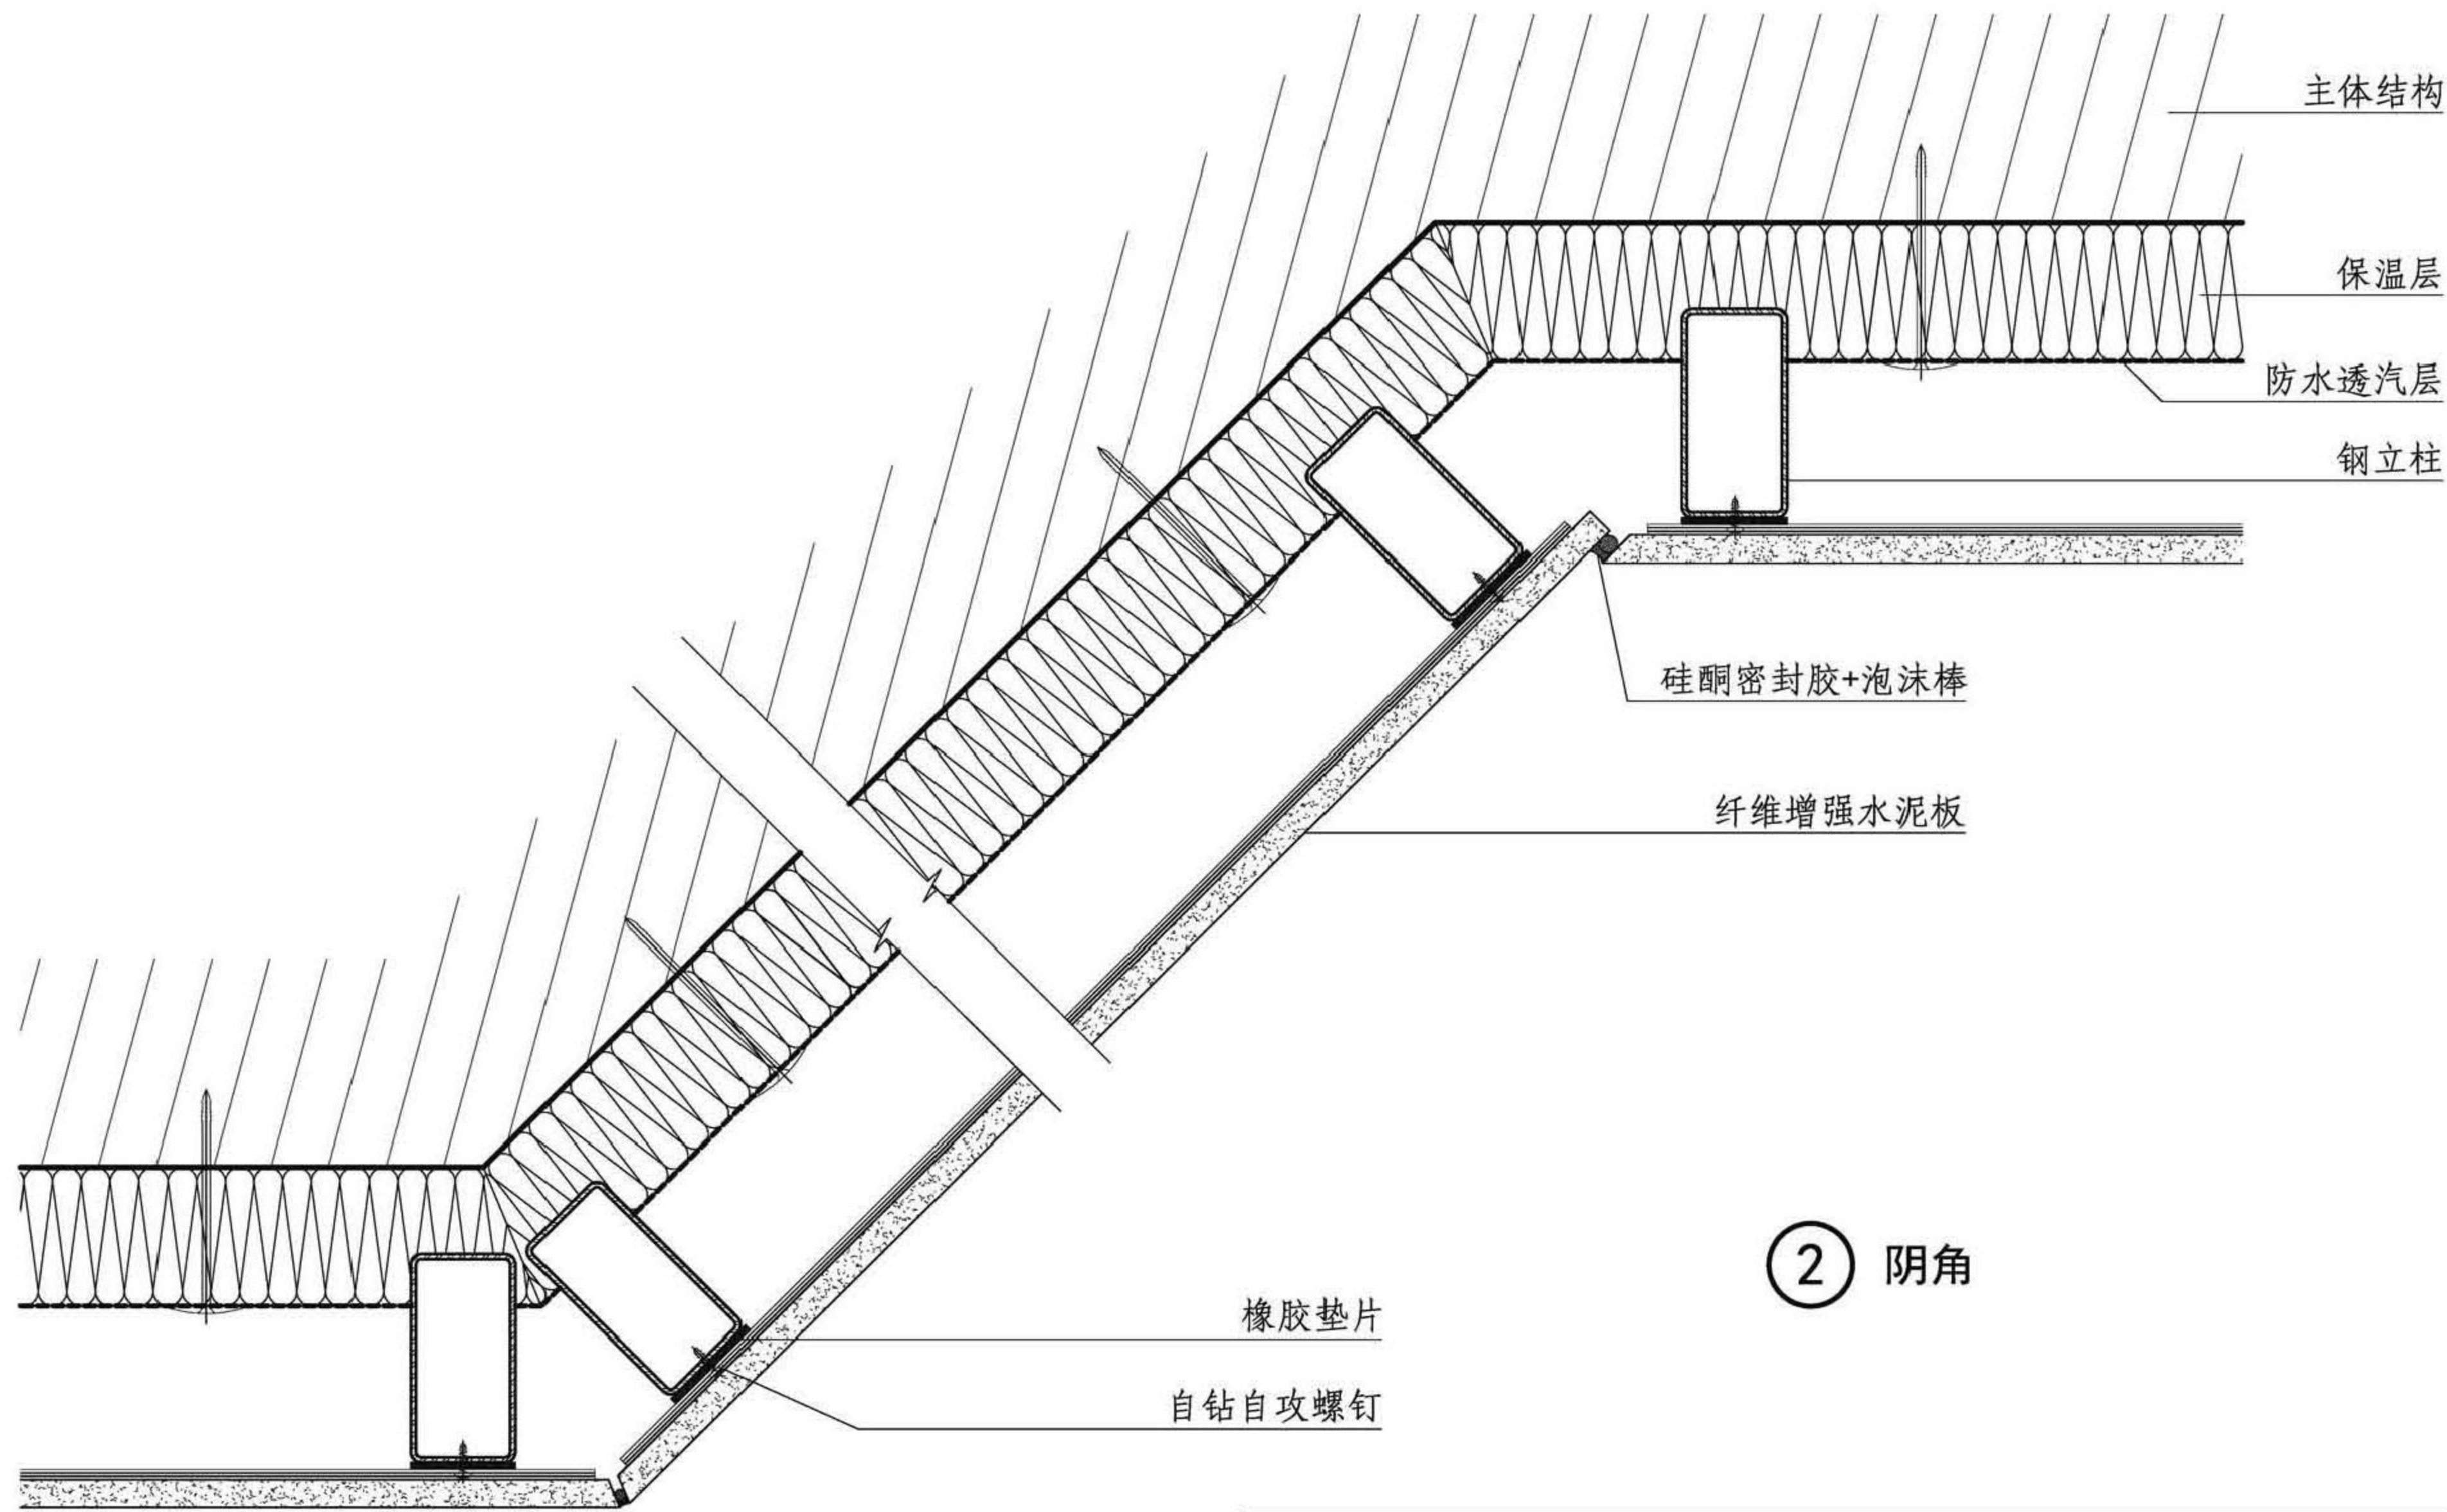 主体结构
保温层
防水透汽层
钢立柱
硅酮密封胶+泡沫棒
纤维增强水泥板
2 阴角
橡胶垫片
自钻自攻螺钉